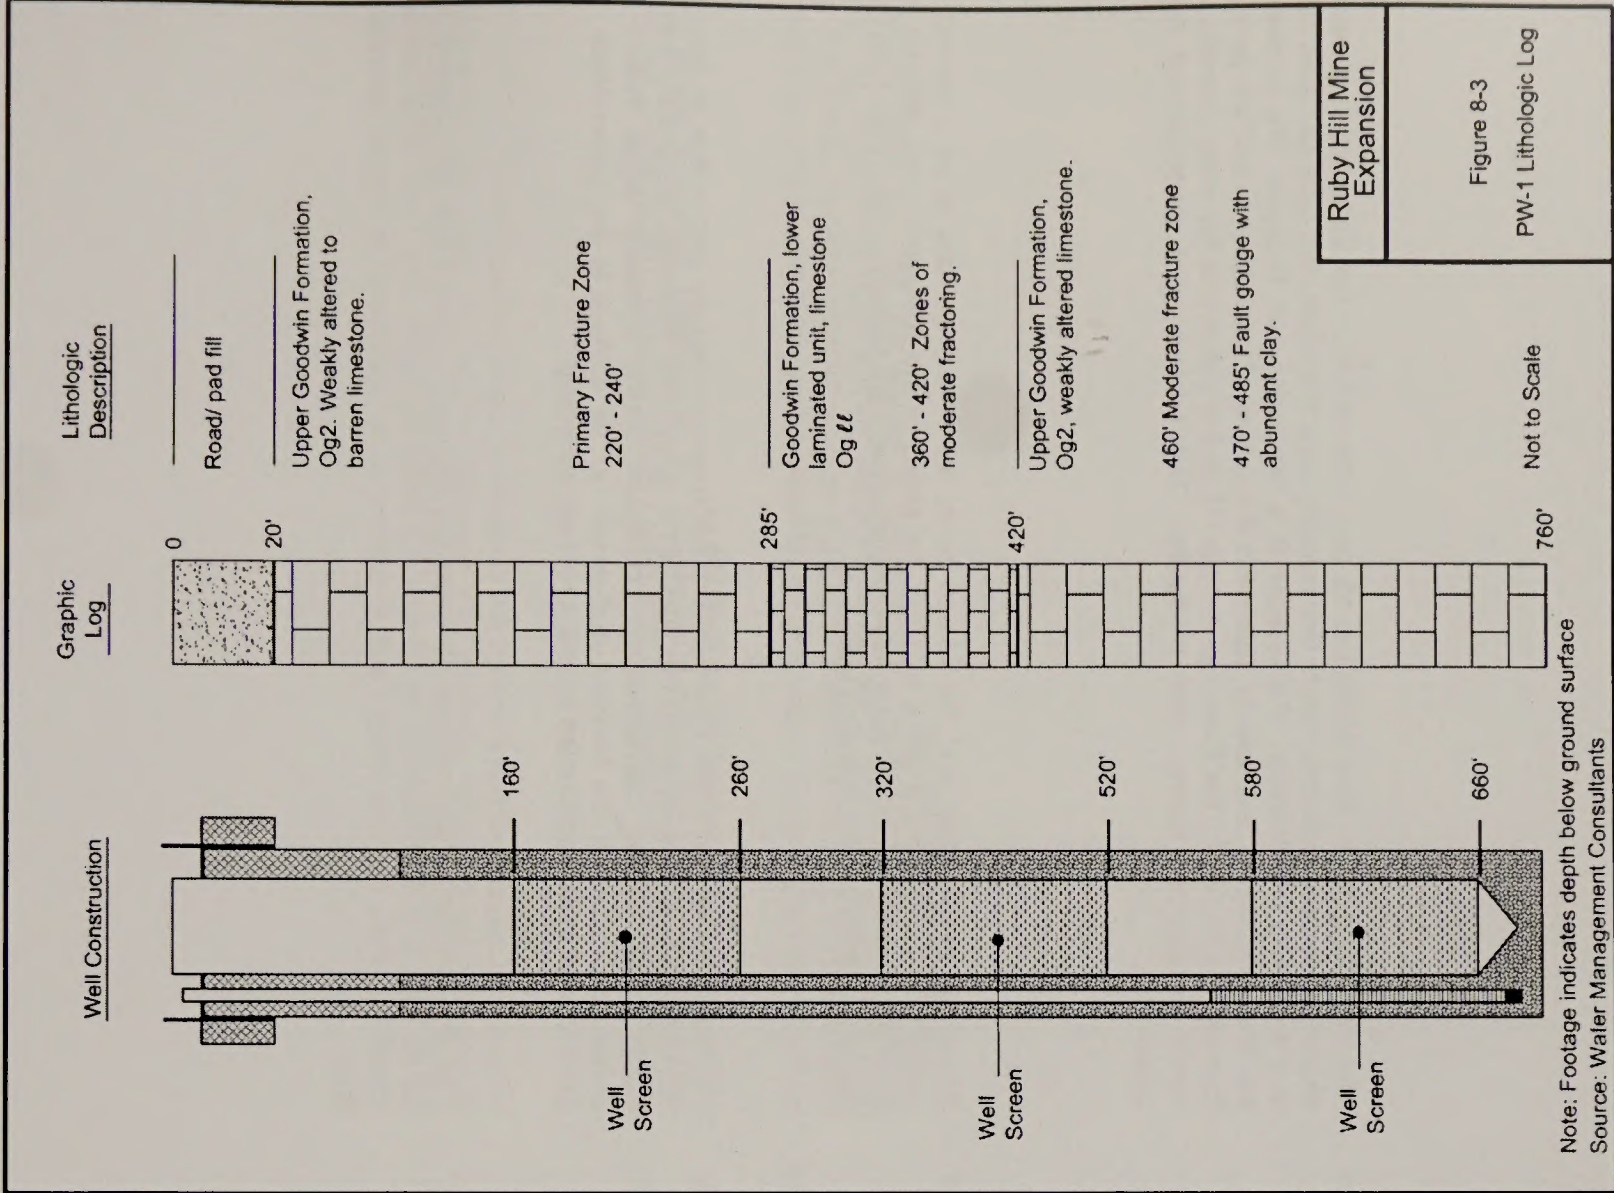 Well Construction
Graphic
Log
Lithologic
Description
0
Road/ pad fill
20'
Upper Goodwin Formation,
Og2. Weakly altered to
barren limestone.
160'
Primary Fracture Zone
220' - 240'
Well
Screen
260'
285'
Goodwin Formation, lower
laminated unit, limestone
Og ℓℓ
320'
360' - 420' Zones of
moderate fractoring.
Well
Screen
420'
Upper Goodwin Formation,
Og2, weakly altered limestone.
460' Moderate fracture zone
470' - 485' Fault gouge with
abundant clay.
520'
580'
Well
Screen
660'
760'
Not to Scale
Note: Footage indicates depth below ground surface
Source: Water Management Consultants
Ruby Hill Mine
Expansion
Figure 8-3
PW-1 Lithologic Log